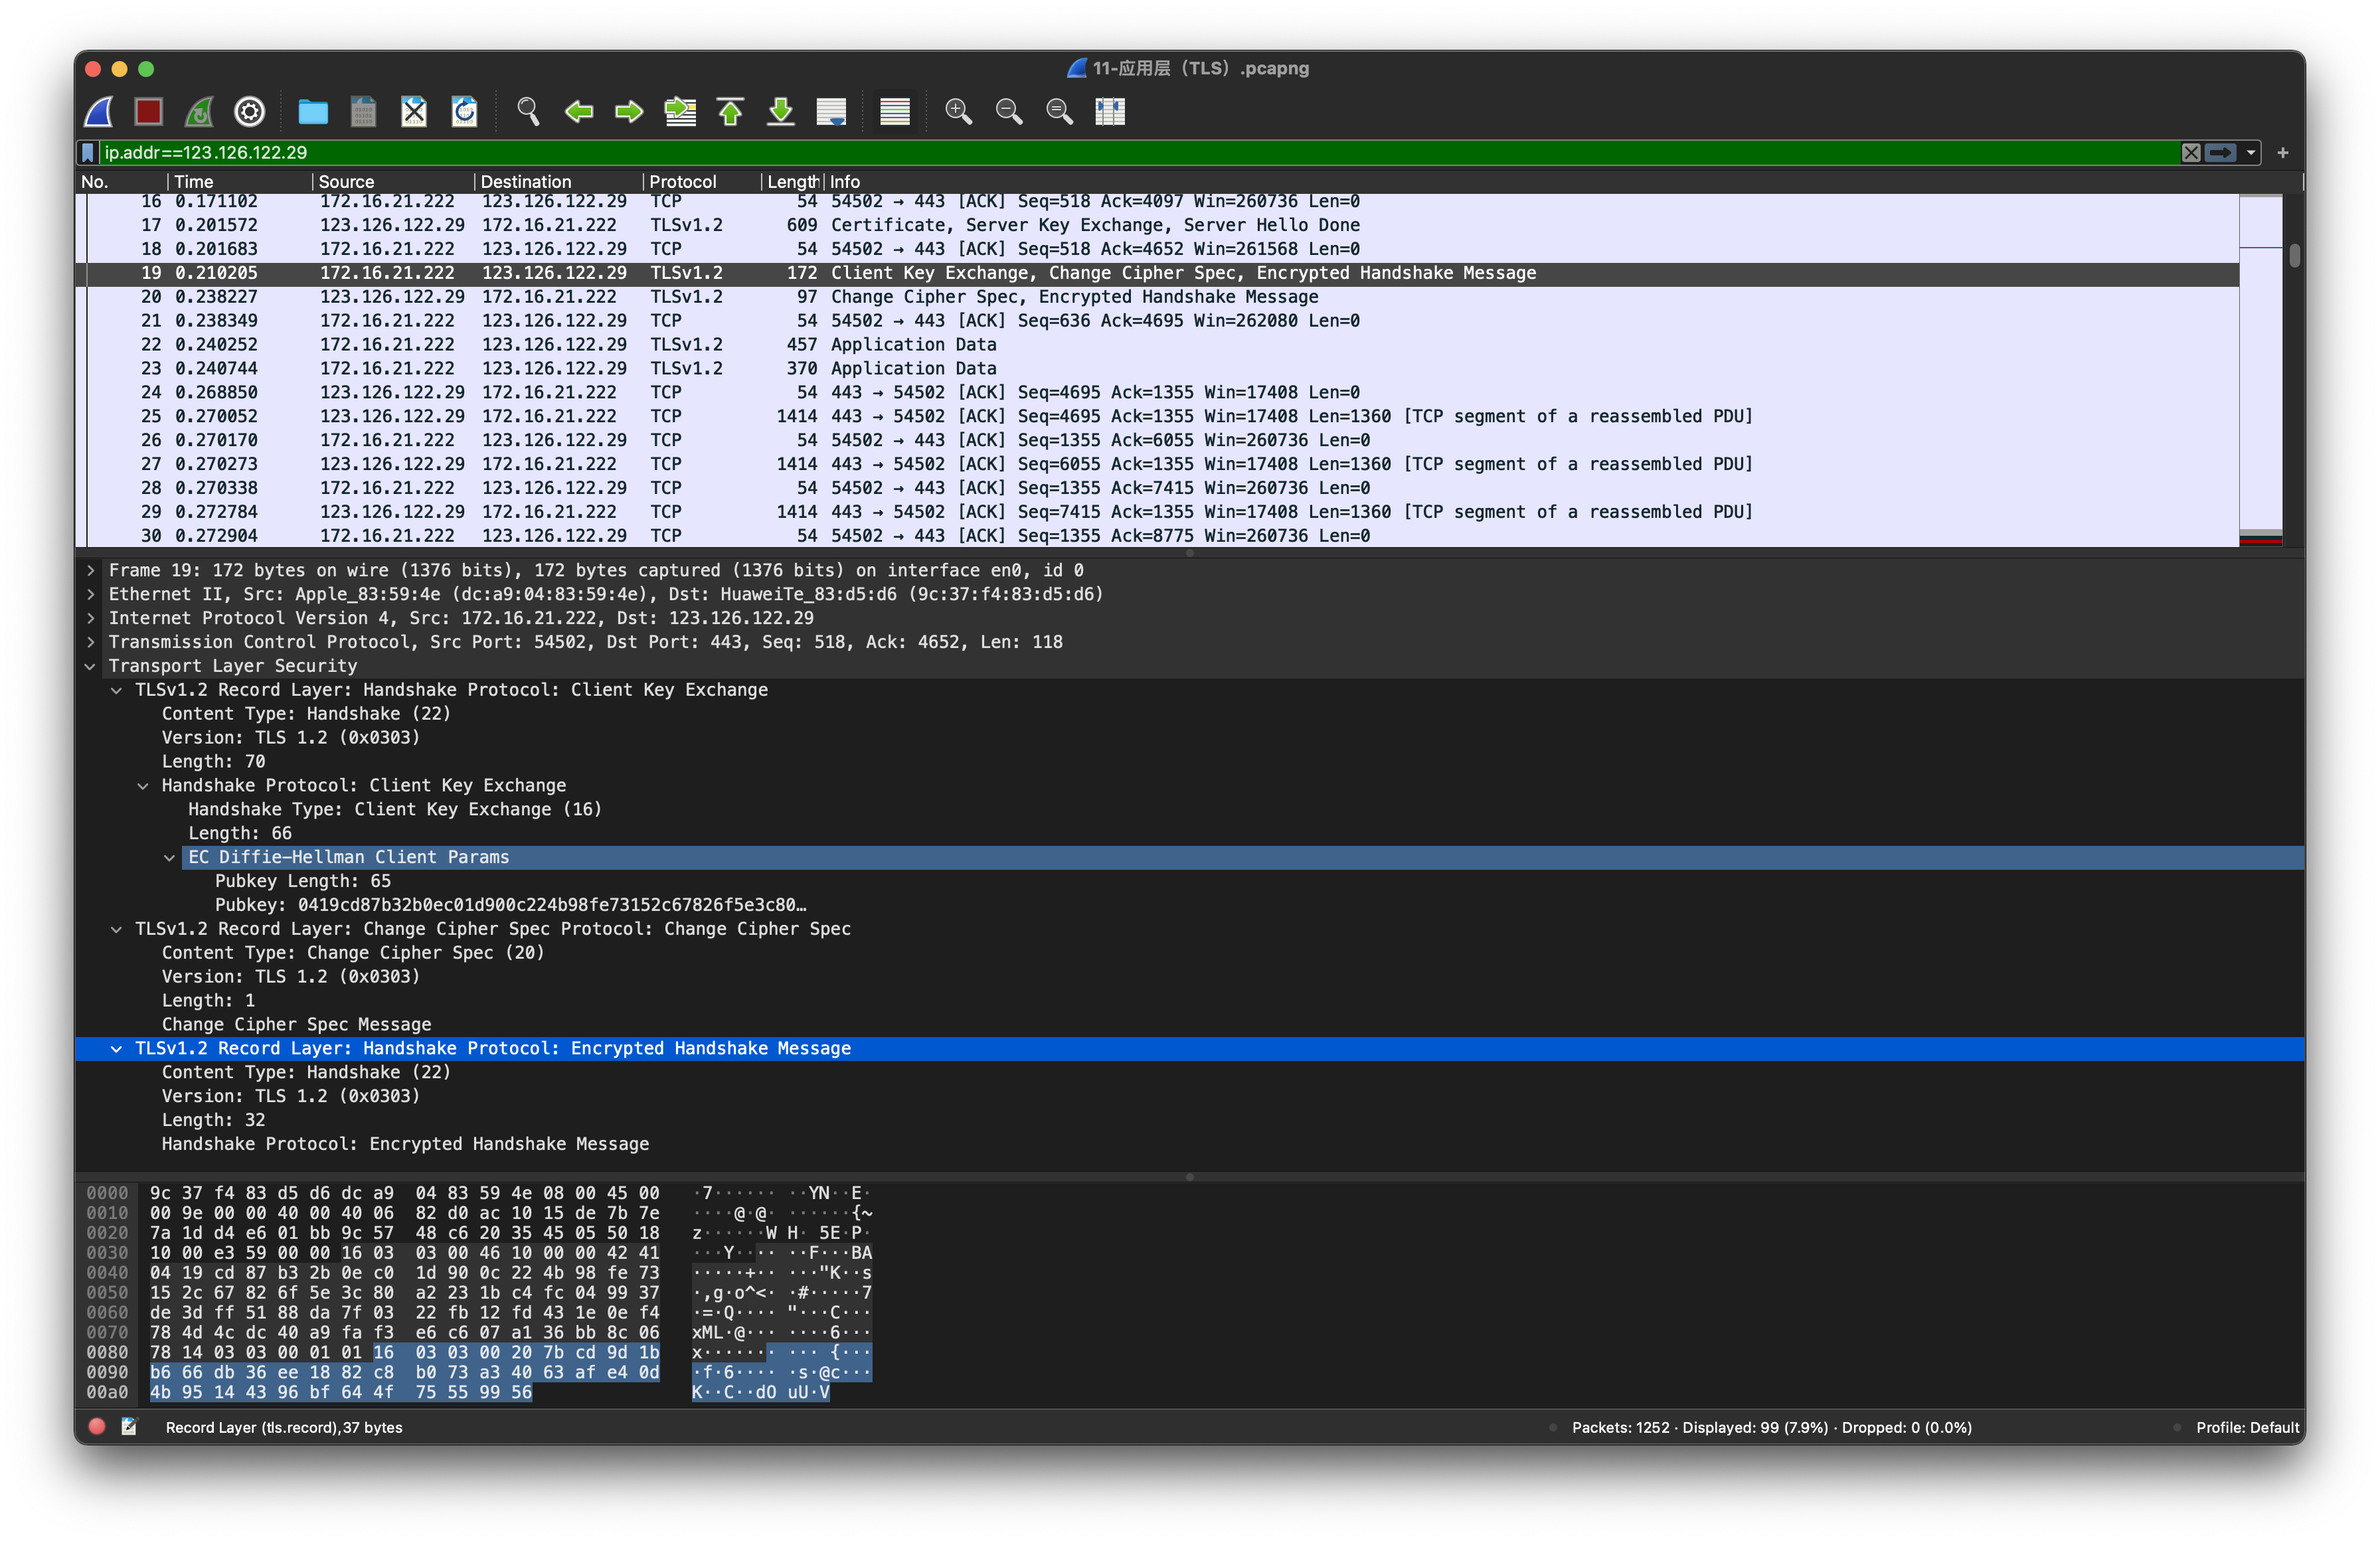 11-应用层（TLS）.pcapng
ip.addr==123.126.122.29
No. Time Source Destination Protocol Length Info
16 0.171102 172.16.21.222 123.126.122.29 TCP 54 54502 → 443 [ACK] Seq=518 Ack=4097 Win=260736 Len=0
17 0.201572 123.126.122.29 172.16.21.222 TLSv1.2 609 Certificate, Server Key Exchange, Server Hello Done
18 0.201683 172.16.21.222 123.126.122.29 TCP 54 54502 → 443 [ACK] Seq=518 Ack=4652 Win=261568 Len=0
19 0.210205 172.16.21.222 123.126.122.29 TLSv1.2 172 Client Key Exchange, Change Cipher Spec, Encrypted Handshake Message
20 0.238227 123.126.122.29 172.16.21.222 TLSv1.2 97 Change Cipher Spec, Encrypted Handshake Message
21 0.238349 172.16.21.222 123.126.122.29 TCP 54 54502 → 443 [ACK] Seq=636 Ack=4695 Win=262080 Len=0
22 0.240252 172.16.21.222 123.126.122.29 TLSv1.2 457 Application Data
23 0.240744 172.16.21.222 123.126.122.29 TLSv1.2 370 Application Data
24 0.268850 123.126.122.29 172.16.21.222 TCP 54 443 → 54502 [ACK] Seq=4695 Ack=1355 Win=17408 Len=0
25 0.270052 123.126.122.29 172.16.21.222 TCP 1414 443 → 54502 [ACK] Seq=4695 Ack=1355 Win=17408 Len=1360 [TCP segment of a reassembled PDU]
26 0.270170 172.16.21.222 123.126.122.29 TCP 54 54502 → 443 [ACK] Seq=1355 Ack=6055 Win=260736 Len=0
27 0.270273 123.126.122.29 172.16.21.222 TCP 1414 443 → 54502 [ACK] Seq=6055 Ack=1355 Win=17408 Len=1360 [TCP segment of a reassembled PDU]
28 0.270338 172.16.21.222 123.126.122.29 TCP 54 54502 → 443 [ACK] Seq=1355 Ack=7415 Win=260736 Len=0
29 0.272784 123.126.122.29 172.16.21.222 TCP 1414 443 → 54502 [ACK] Seq=7415 Ack=1355 Win=17408 Len=1360 [TCP segment of a reassembled PDU]
30 0.272904 172.16.21.222 123.126.122.29 TCP 54 54502 → 443 [ACK] Seq=1355 Ack=8775 Win=260736 Len=0
Frame 19: 172 bytes on wire (1376 bits), 172 bytes captured (1376 bits) on interface en0, id 0
Ethernet II, Src: Apple_83:59:4e (dc:a9:04:83:59:4e), Dst: HuaweiTe_83:d5:d6 (9c:37:f4:83:d5:d6)
Internet Protocol Version 4, Src: 172.16.21.222, Dst: 123.126.122.29
Transmission Control Protocol, Src Port: 54502, Dst Port: 443, Seq: 518, Ack: 4652, Len: 118
Transport Layer Security
TLSv1.2 Record Layer: Handshake Protocol: Client Key Exchange
Content Type: Handshake (22)
Version: TLS 1.2 (0x0303)
Length: 70
Handshake Protocol: Client Key Exchange
Handshake Type: Client Key Exchange (16)
Length: 66
EC Diffie-Hellman Client Params
Pubkey Length: 65
Pubkey: 0419cd87b32b0ec01d900c224b98fe73152c67826f5e3c80…
TLSv1.2 Record Layer: Change Cipher Spec Protocol: Change Cipher Spec
Content Type: Change Cipher Spec (20)
Version: TLS 1.2 (0x0303)
Length: 1
Change Cipher Spec Message
TLSv1.2 Record Layer: Handshake Protocol: Encrypted Handshake Message
Content Type: Handshake (22)
Version: TLS 1.2 (0x0303)
Length: 32
Handshake Protocol: Encrypted Handshake Message
0000 9c 37 f4 83 d5 d6 dc a9 04 83 59 4e 08 00 45 00 ·7······ ··YN··E·
0010 00 9e 00 00 40 00 40 06 82 d0 ac 10 15 de 7b 7e ····@·@· ······{~
0020 7a 1d d4 e6 01 bb 9c 57 48 c6 20 35 45 05 50 18 z······W H· 5E·P·
0030 10 00 e3 59 00 00 16 03 03 00 46 10 00 00 42 41 ···Y···· ··F···BA
0040 04 19 cd 87 b3 2b 0e c0 1d 90 0c 22 4b 98 fe 73 ·····+·· ···"K··s
0050 15 2c 67 82 6f 5e 3c 80 a2 23 1b c4 fc 04 99 37 ·,g·o^<· ·#·····7
0060 de 3d ff 51 88 da 7f 03 22 fb 12 fd 43 1e 0e f4 ·=·Q···· "···C···
0070 78 4d 4c dc 40 a9 fa f3 e6 c6 07 a1 36 bb 8c 06 xML·@··· ····6···
0080 78 14 03 03 00 01 01 16 03 03 00 20 7b cd 9d 1b x······· ··· {···
0090 b6 66 db 36 ee 18 82 c8 b0 73 a3 40 63 af e4 0d ·f·6···· ·s·@c···
00a0 4b 95 14 43 96 bf 64 4f 75 55 99 56 K··C··dO uU·V
Record Layer (tls.record), 37 bytes Packets: 1252 · Displayed: 99 (7.9%) · Dropped: 0 (0.0%) Profile: Default